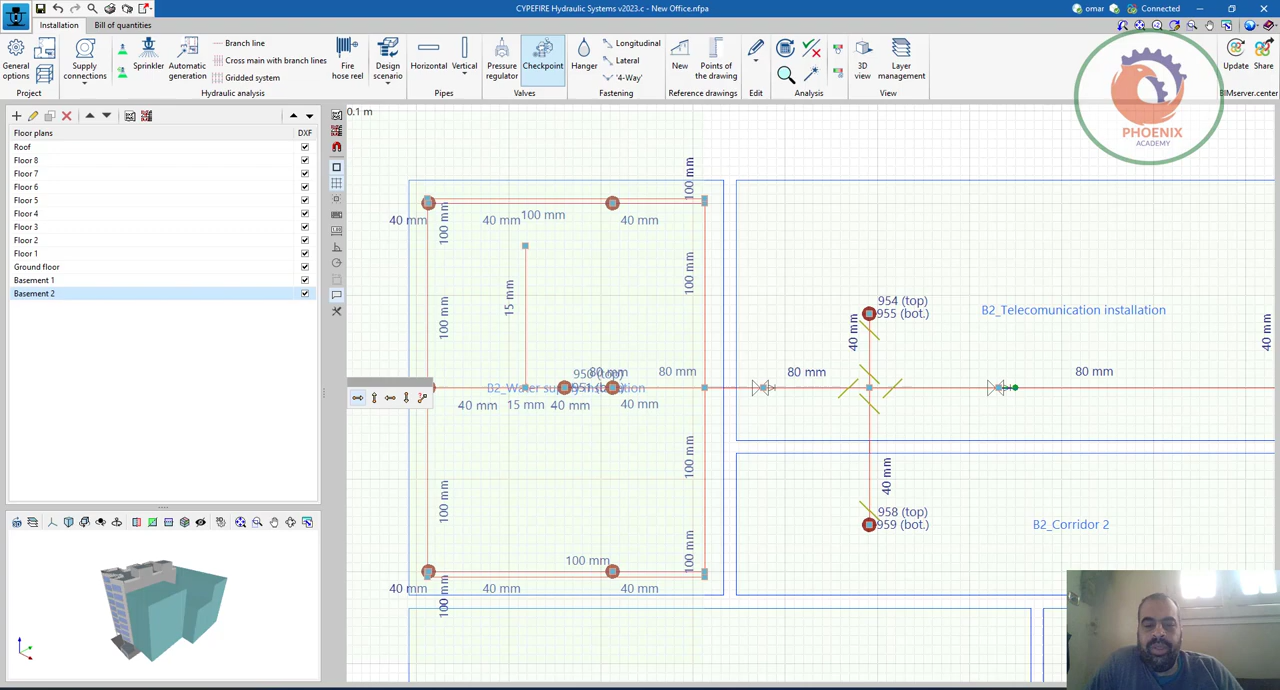 CYPEFIRE Hydraulic Systems v2023.c - New Office.nfpa
omar
Connected
Installation
Bill of quantities
General options
Supply connections
Sprinkler
Automatic generation
Branch line
Cross main with branch lines
Gridded system
Fire hose reel
Design scenario
Horizontal
Vertical
Pressure regulator
Checkpoint
Hanger
Longitudinal
Lateral
'4-Way'
New
Points of the drawing
3D view
Layer management
Update
Share
Project
Hydraulic analysis
Pipes
Valves
Fastening
Reference drawings
Edit
Analysis
View
BIMserver.center
PHOENIX
ACADEMY
Floor plans
DXF
Roof
Floor 8
Floor 7
Floor 6
Floor 5
Floor 4
Floor 3
Floor 2
Floor 1
Ground floor
Basement 1
Basement 2
0.1 m
100 mm
40 mm
100 mm
40 mm
100 mm
40 mm
100 mm
15 mm
100 mm
954 (top)
955 (bot.)
B2_Telecomunication installation
40 mm
40 mm
950 (top)
80 mm
80 mm
80 mm
80 mm
40 mm
15 mm
40 mm
40 mm
100 mm
40 mm
100 mm
958 (top)
959 (bot.)
B2_Corridor 2
100 mm
100 mm
40 mm
40 mm
40 mm
100 mm